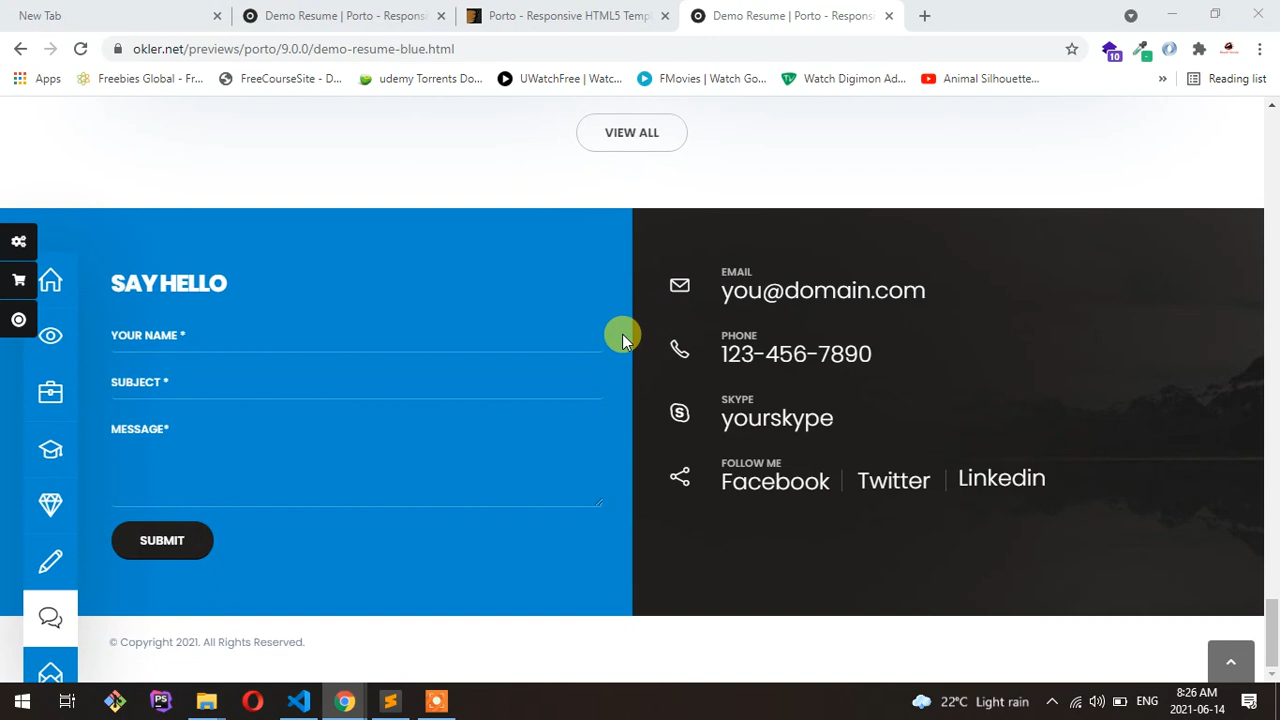 New Tab
Demo Resume | Porto - Respons
Porto - Responsive HTML5 Templ
Demo Resume | Porto - Respons
okler.net/previews/porto/9.0.0/demo-resume-blue.html
10
Apps
Freebies Global - Fr...
FreeCourseSite - D...
udemy Torrents Do...
UWatchFree | Watc...
FMovies | Watch Go...
TV
Watch Digimon Ad...
Animal Silhouette...
»
Reading list
VIEW ALL
SAY HELLO
YOUR NAME *
SUBJECT *
MESSAGE*
SUBMIT
EMAIL
you@domain.com
PHONE
123-456-7890
SKYPE
yourskype
FOLLOW ME
Facebook
Twitter
Linkedin
© Copyright 2021. All Rights Reserved.
PS
22°C Light rain
ENG
8:26 AM
2021-06-14